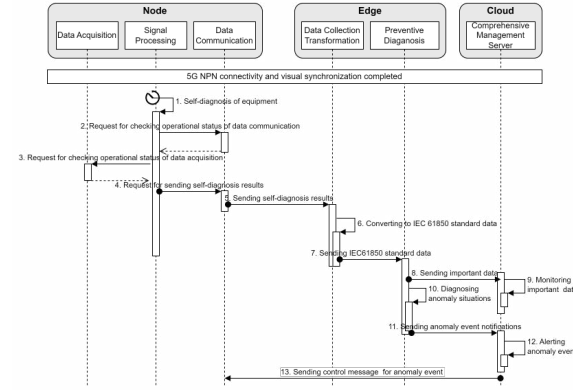 Node
Edge
Cloud
Data Acquisition
Signal
Processing
Data
Communication
Data Collection
Transformation
Preventive
Diaganosis
Comprehensive
Management
Server
5G NPN connectivity and visual synchronization completed
1. Self-diagnosis of equipment
2. Request for checking operational status of data communication
3. Request for checking operational status of data acquisition
4. Request for sending self-diagnosis results
5. Sending self-diagnosis results
6. Converting to IEC 61850 standard data
7. Sending IEC61850 standard data
8. Sending important data
9. Monitoring
important dat
10. Diagnosing
anomaly situations
11. Sending anomaly event notifications
12. Alerting
anomaly even
13. Sending control message for anomaly event